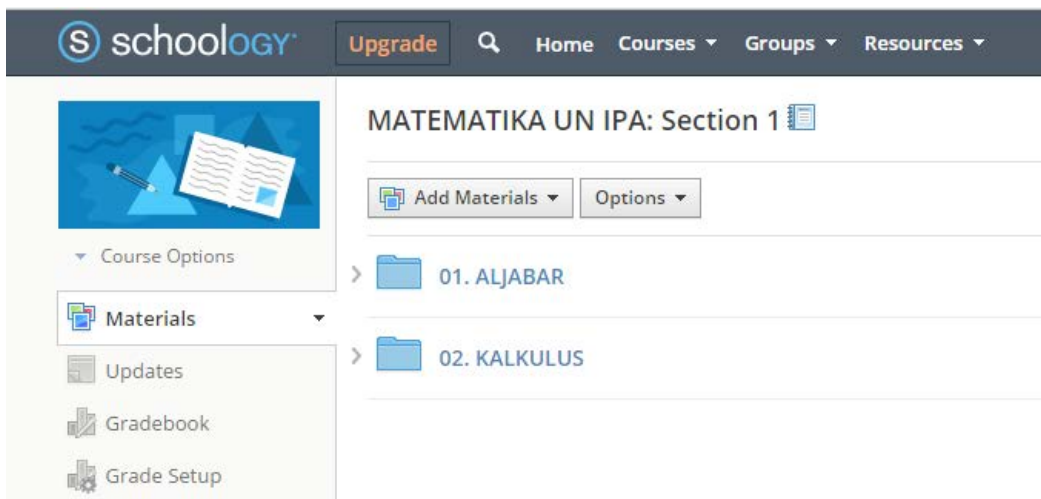 S schoology
Upgrade Home Courses Groups Resources
MATEMATIKA UN IPA: Section 1
Add Materials Options
Course Options
01. ALJABAR
Materials
02. KALKULUS
Updates
Gradebook
Grade Setup